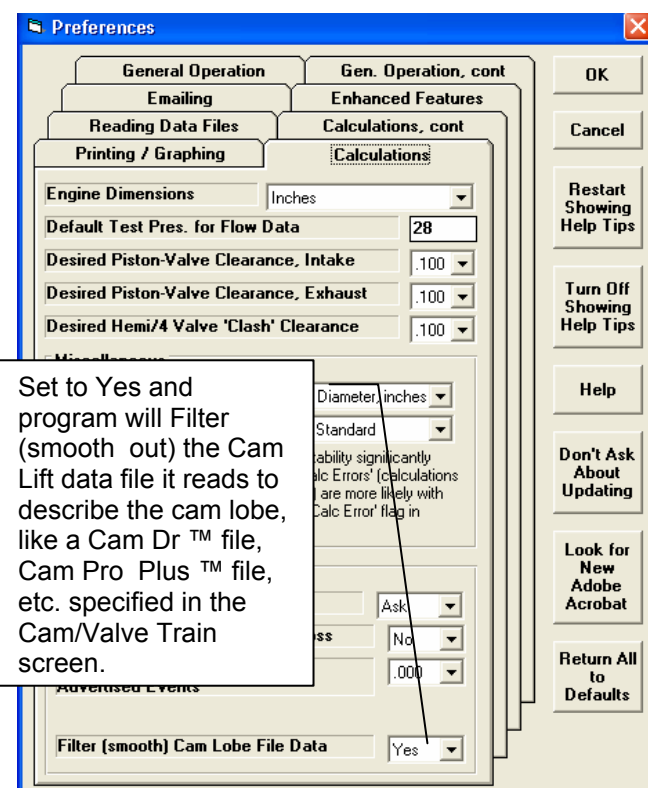 Preferences
General Operation
Gen. Operation, cont
Emailing
Enhanced Features
Reading Data Files
Calculations, cont
Printing / Graphing
Calculations
Engine Dimensions
Inches
Default Test Pres. for Flow Data
28
Desired Piston-Valve Clearance, Intake
.100
Desired Piston-Valve Clearance, Exhaust
.100
Desired Hemi/4 Valve 'Clash' Clearance
.100
Diameter, inches
Standard
significantly
Calc Errors' (calculations
) are more likely with
Calc Error' flag in
Ask
No
.000
Advertised Events
Filter (smooth) Cam Lobe File Data
Yes
Set to Yes and
program will Filter
(smooth out) the Cam
Lift data file it reads to
describe the cam lobe,
like a Cam Dr ™ file,
Cam Pro Plus ™ file,
etc. specified in the
Cam/Valve Train
screen.
OK
Cancel
Restart
Showing
Help Tips
Turn Off
Showing
Help Tips
Help
Don't Ask
About
Updating
Look for
New
Adobe
Acrobat
Return All
to
Defaults